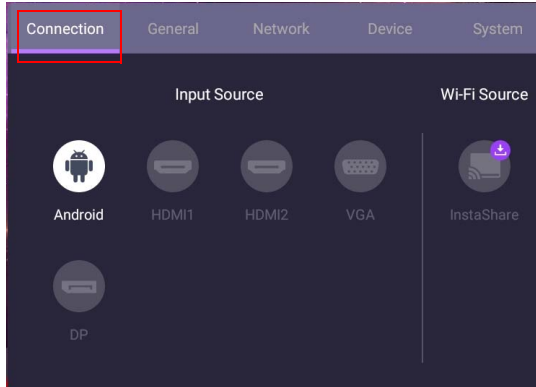 Connection General Network Device System
Input Source Wi-Fi Source
Android HDMI1 HDMI2 VGA InstaShare
DP